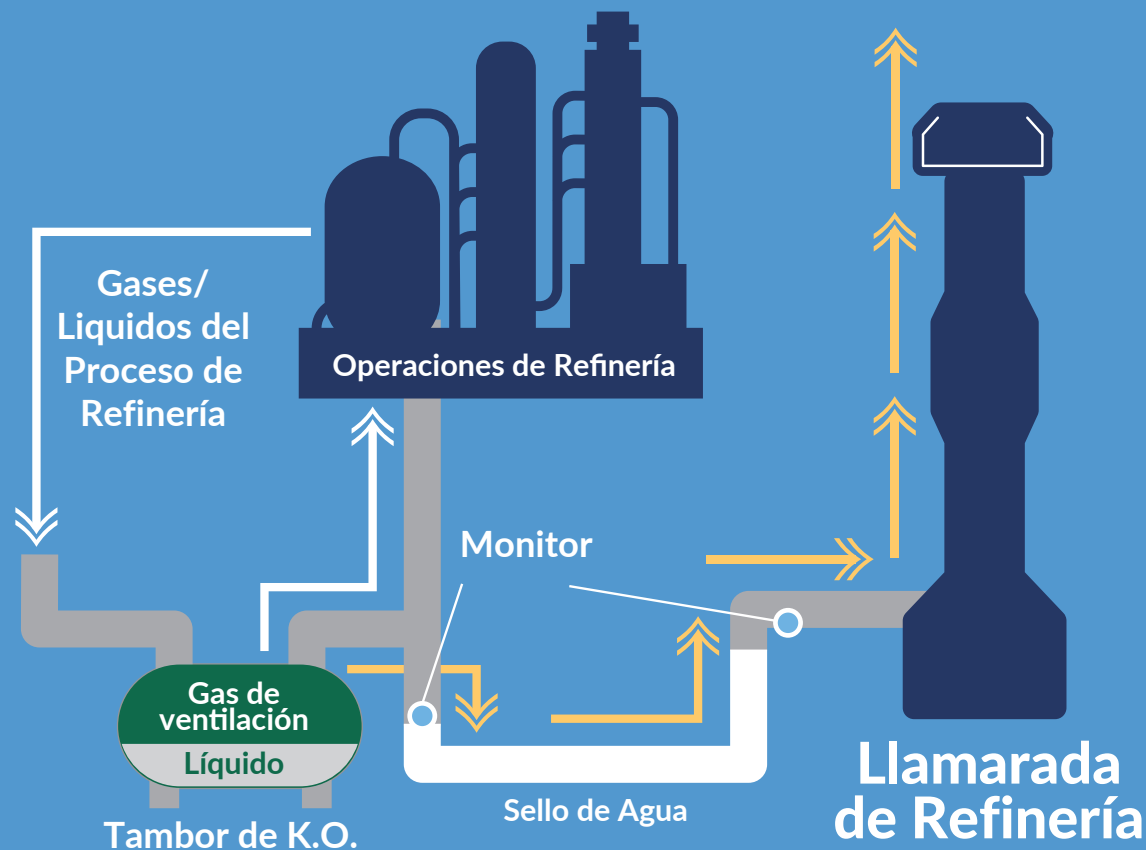 Gases/
Liquidos del
Proceso de
Refinería
Operaciones de Refinería
Monitor
Gas de
ventilación
Líquido
Tambor de K.O.
Sello de Agua
Llamarada
de Refinería